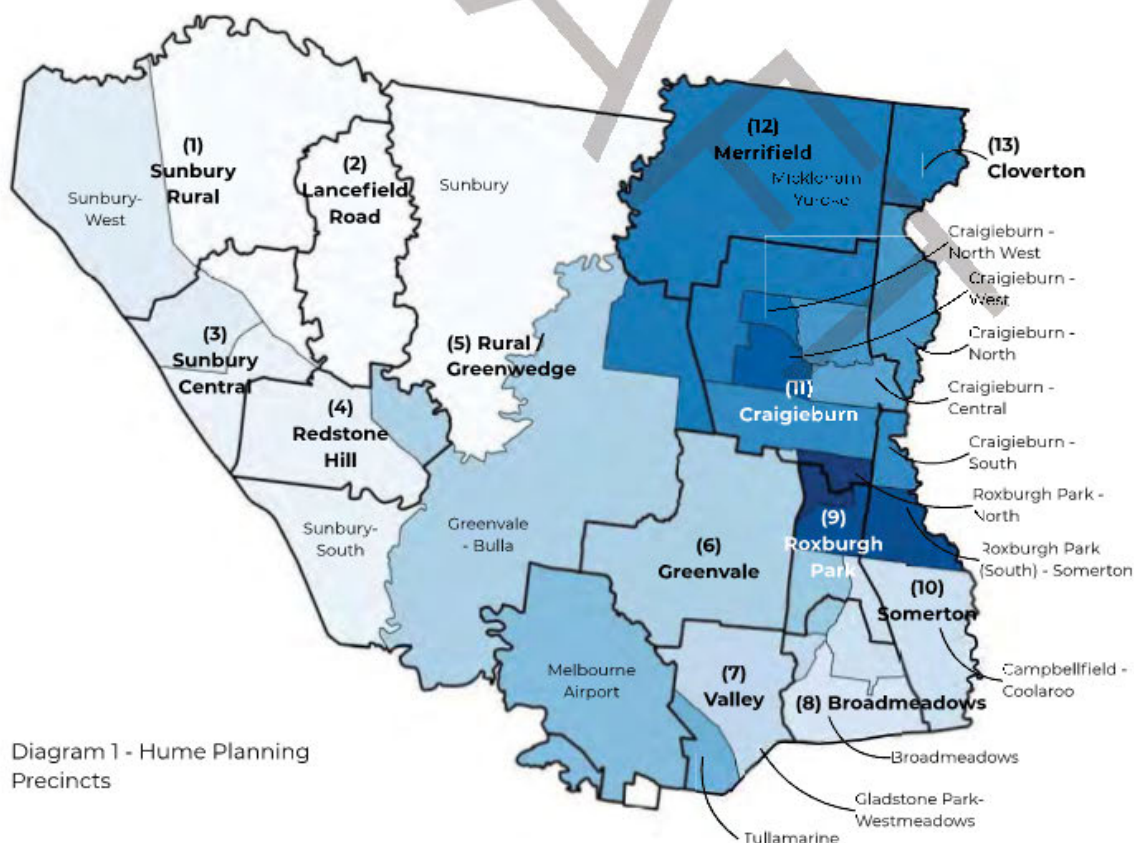 (12)
Merrifield
Mickleham
Yuroke
(13)
Cloverton
(1)
Sunbury
Rural
(2)
Lancefield
Road
Sunbury
Sunbury-
West
Craigieburn -
North West
Craigieburn -
West
(3)
Sunbury
Central
(5) Rural /
Greenwedge
Craigieburn -
North
(11)
Craigieburn
Craigieburn -
Central
(4)
Redstone
Hill
Craigieburn -
South
Roxburgh Park -
North
Sunbury-
South
Greenvale
- Bulla
(6)
Greenvale
(9)
Roxburgh
Park
Roxburgh Park
(South) - Somerton
(10)
Somerton
Melbourne
Airport
(7)
Valley
(8) Broadmeadows
Campbellfield -
Coolaroo
Diagram 1 - Hume Planning
Precincts
Broadmeadows
Gladstone Park-
Westmeadows
Tullamarine